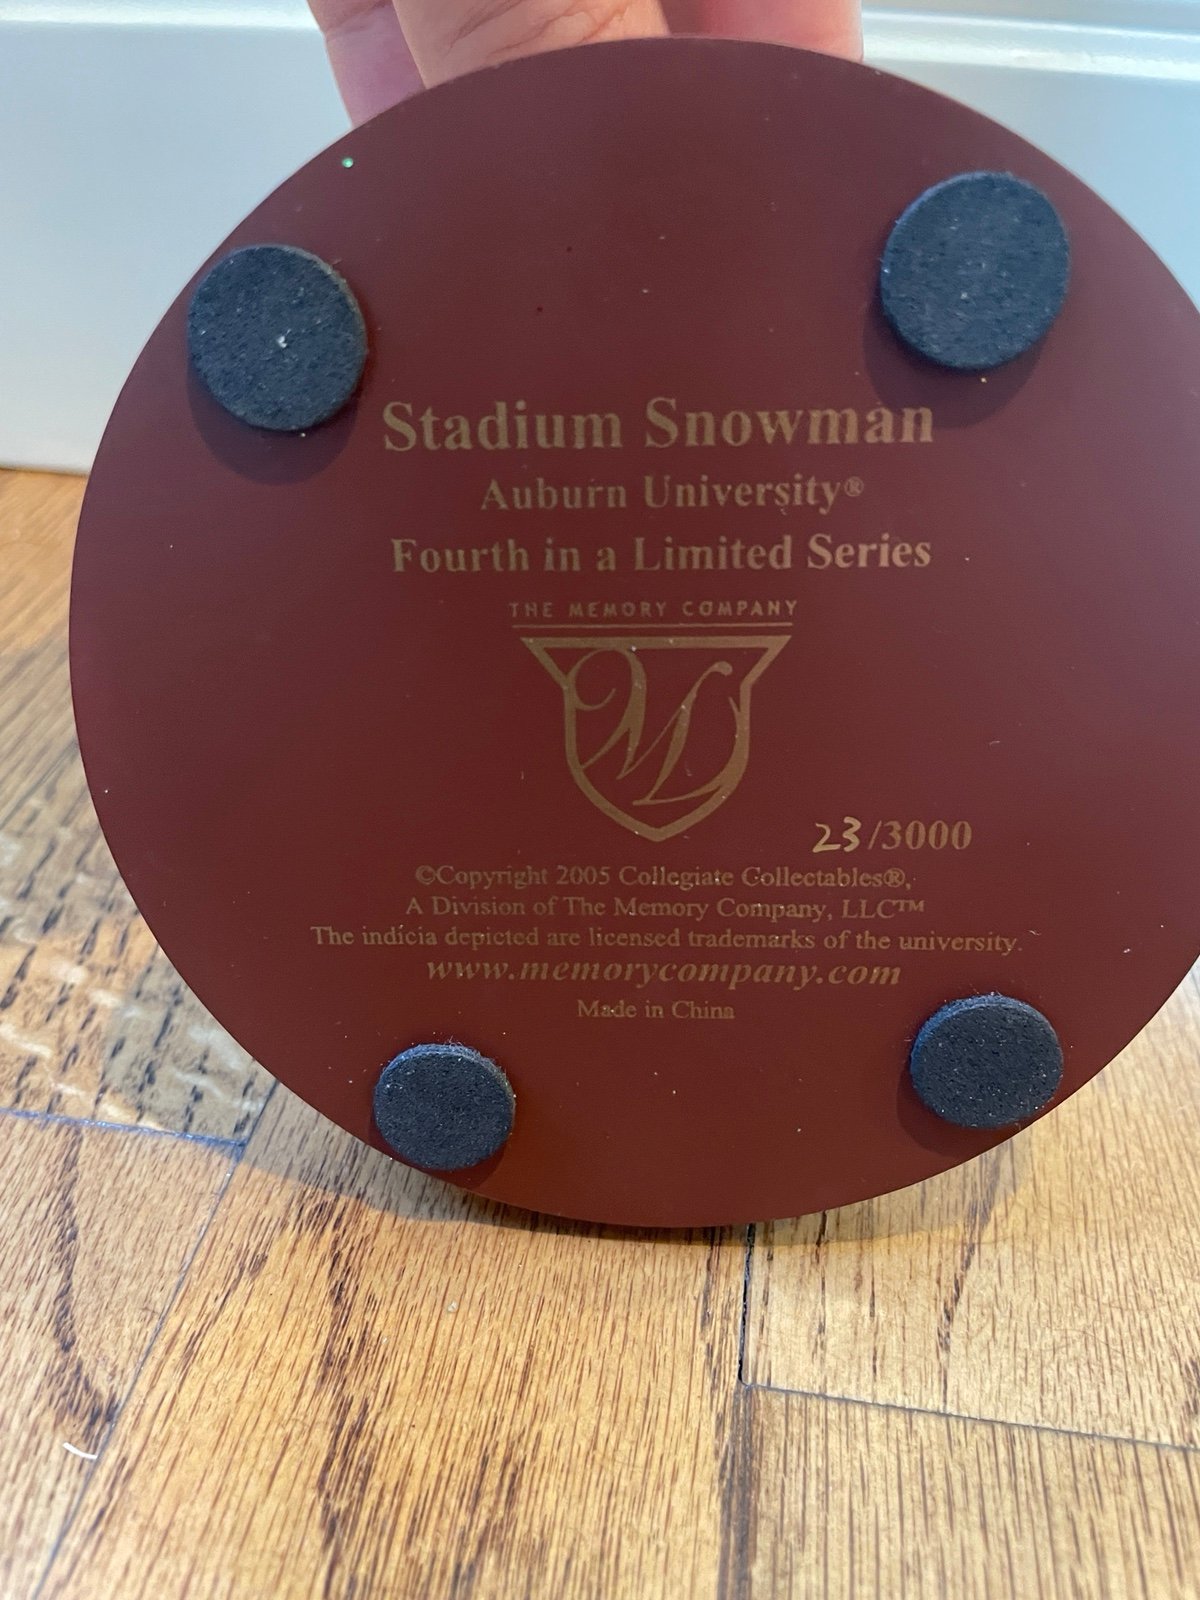 Stadium Snowman
Auburn University®
Fourth in a Limited Series
THE MEMORY COMPANY
M
23/3000
©Copyright 2005 Collegiate Collectables®,
A Division of The Memory Company, LLC™
The indicia depicted are licensed trademarks of the university.
www.memorycompany.com
Made in China